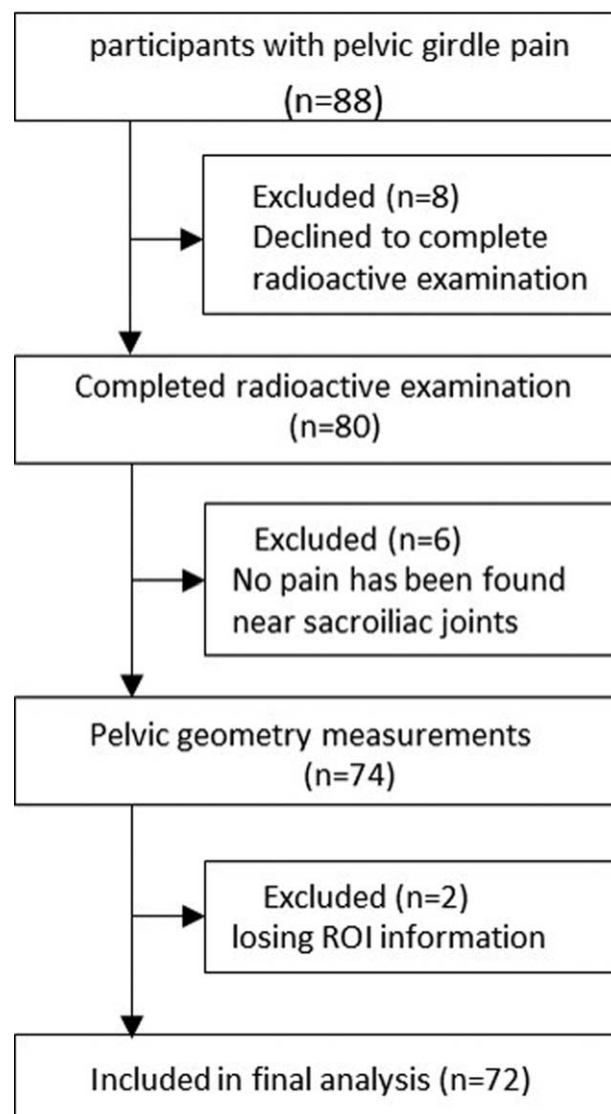 participants with pelvic girdle pain
(n=88)
Excluded (n=8)
Declined to complete
radioactive examination
Completed radioactive examination
(n=80)
Excluded (n=6)
No pain has been found
near sacroiliac joints
Pelvic geometry measurements
(n=74)
Excluded (n=2)
losing ROI information
Included in final analysis (n=72)